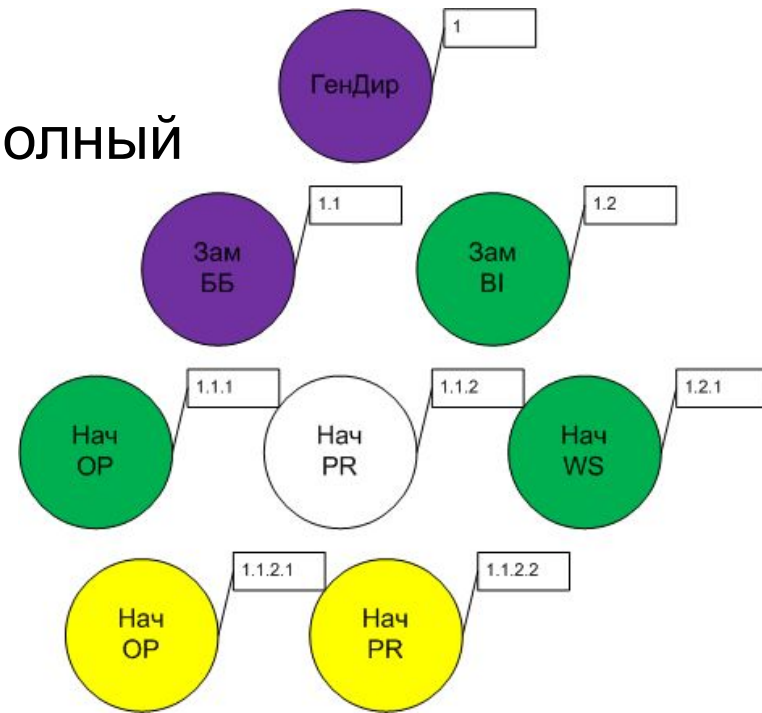 1
ГенДир
олный
1.1
1.2
Зам
ББ
Зам
BI
1.1.1
1.1.2
1.2.1
Нач
OP
Нач
PR
Нач
WS
1.1.2.1
1.1.2.2
Нач
OP
Нач
PR